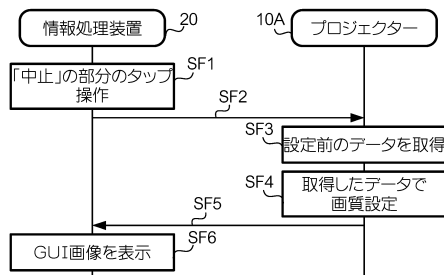 情報処理装置
20
10A
プロジェクター
「中止」の部分のタップ
操作
SF1
SF2
SF3
設定前のデータを取得
SF4
取得したデータで
画質設定
SF5
SF6
GUI画像を表示